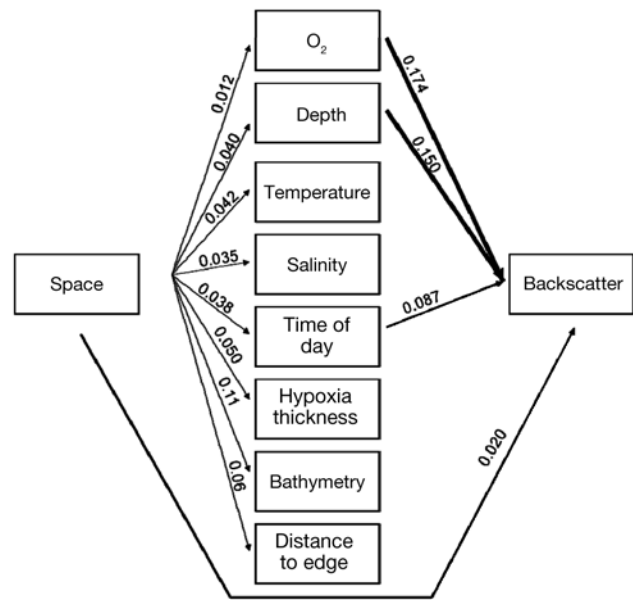 O₂
0.012
0.174
Depth
0.040
0.150
Temperature
0.042
Space
0.035
Salinity
Backscatter
0.038
Time of
day
0.087
0.050
Hypoxia
thickness
0.11
Bathymetry
0.06
0.020
Distance
to edge